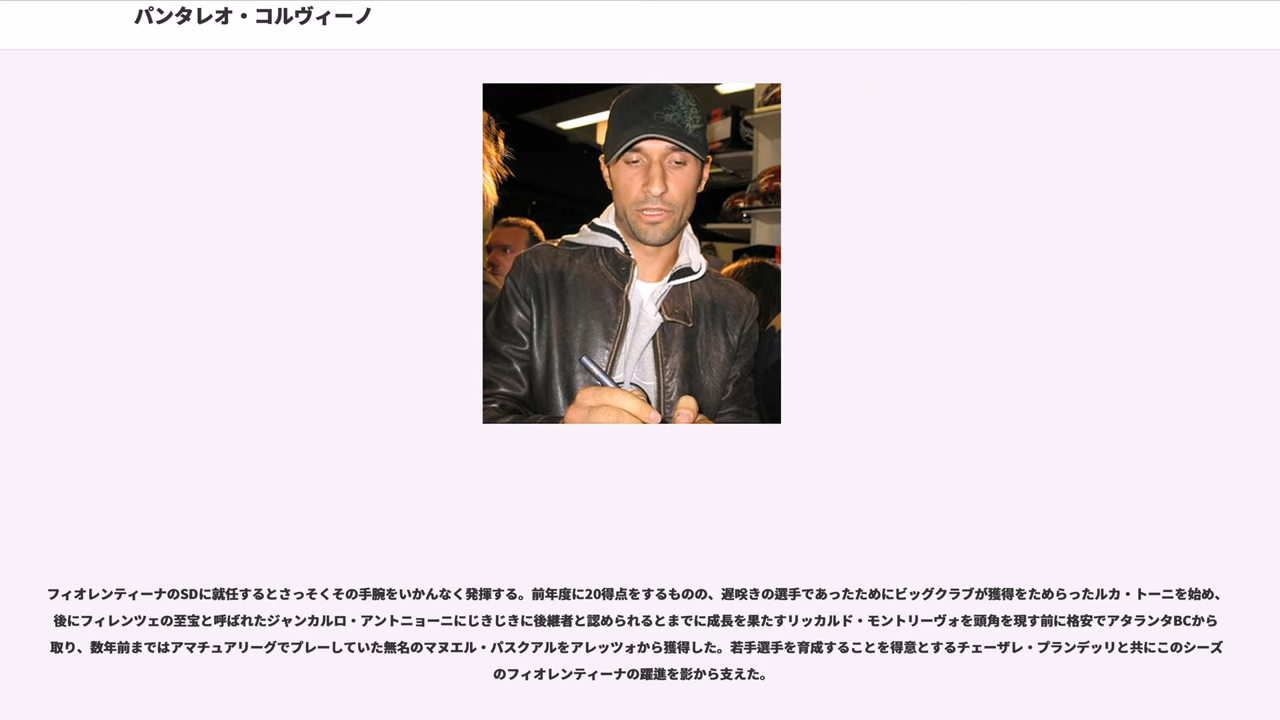 パンタレオ・コルヴィーノ
フィオレンティーナのSDに就任するとさっそくその手腕をいかんなく発揮する。前年度に20得点をするものの、遅咲きの選手であったためにビッグクラブが獲得をためらったルカ・トーニを始め、
後にフィレンツェの至宝と呼ばれたジャンカルロ・アントニョーニにじきじきに後継者と認められるとまでに成長を果たすリッカルド・モントリーヴォを頭角を現す前に格安でアタランタBCから
取り、数年前まではアマチュアリーグでプレーしていた無名のマヌエル・パスクアルをアレッツォから獲得した。若手選手を育成することを得意とするチェーザレ・プランデッリと共にこのシーズ
のフィオレンティーナの躍進を影から支えた。